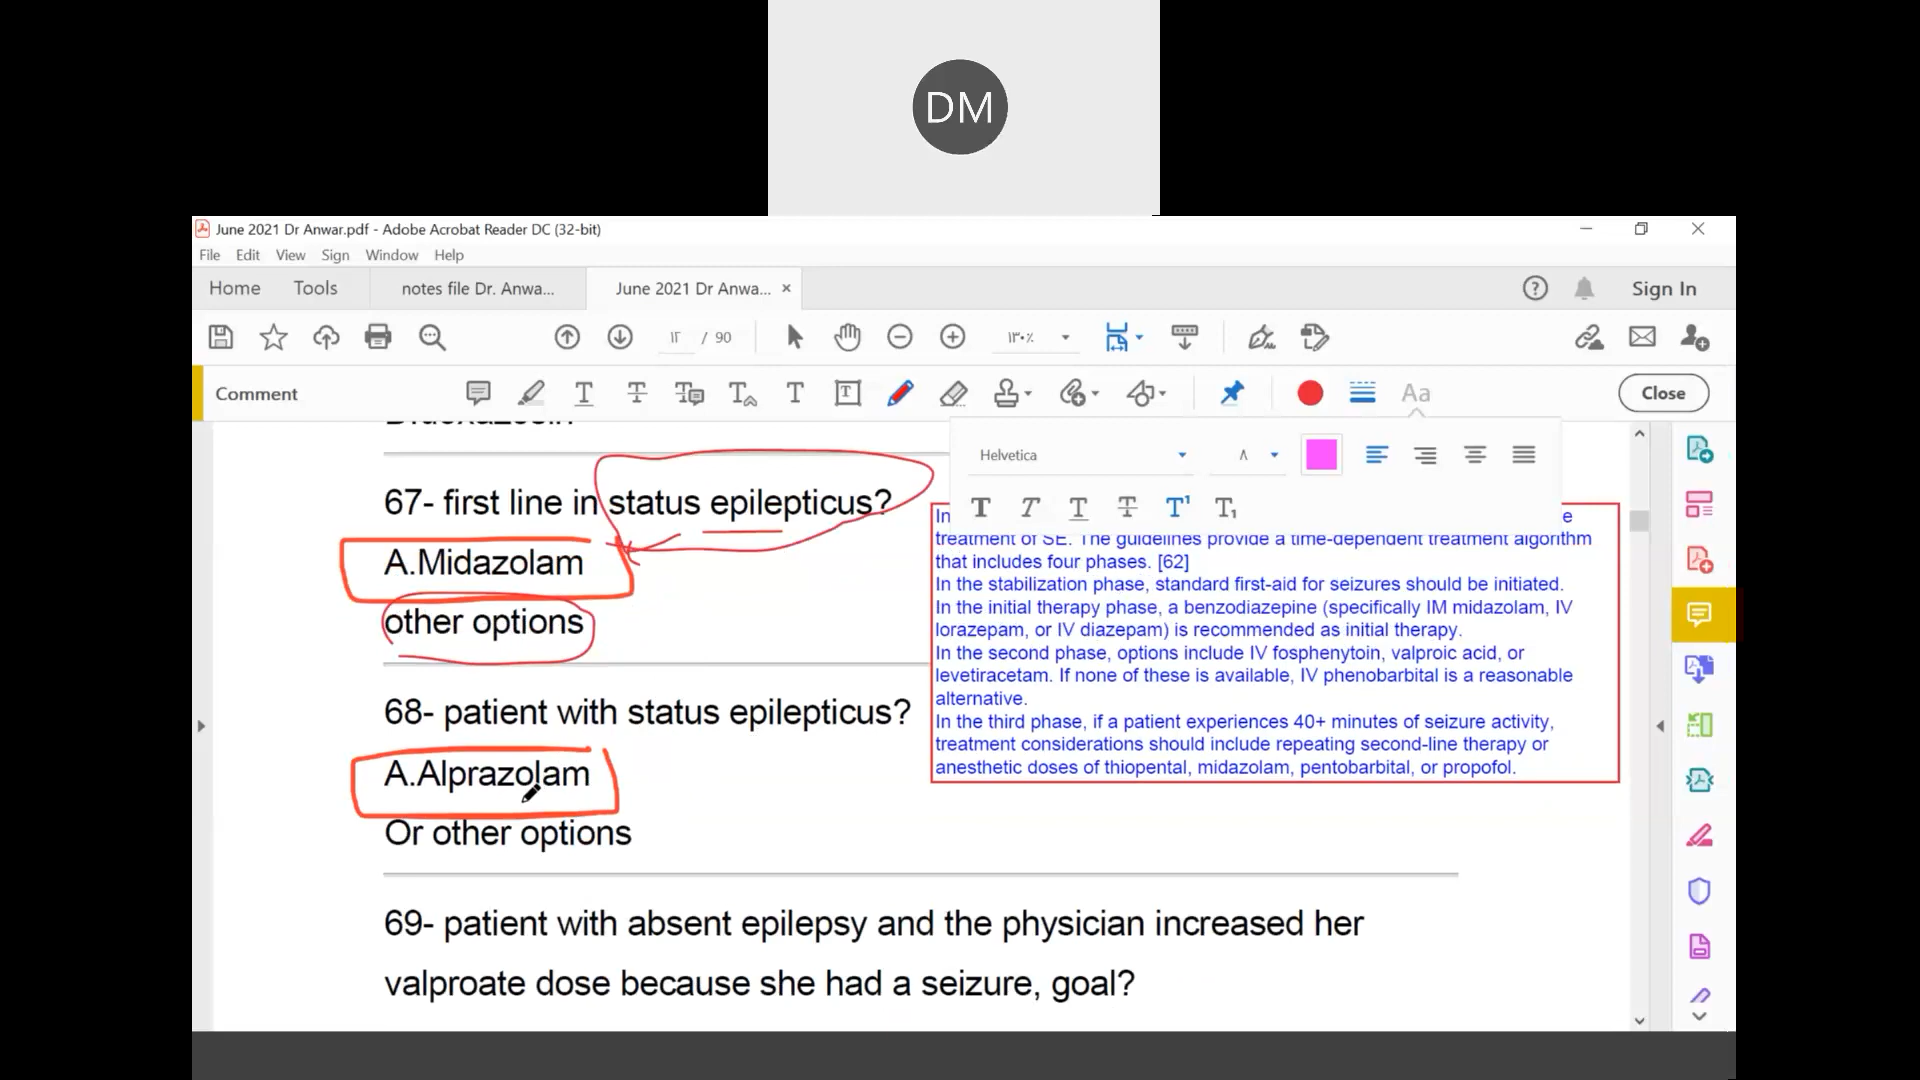 DM
June 2021 Dr Anwar.pdf - Adobe Acrobat Reader DC (32-bit)
File Edit View Sign Window Help
Home Tools notes file Dr. Anwa... June 2021 Dr Anwa... × Sign In
١٢ / 90 ١٣٠٪
Comment Close
Helvetica ٨
67- first line in status epilepticus?
A.Midazolam
other options
68- patient with status epilepticus?
A.Alprazolam
Or other options
69- patient with absent epilepsy and the physician increased her
valproate dose because she had a seizure, goal?
In
treatment of SE. The guidelines provide a time-dependent treatment algorithm
that includes four phases. [62]
In the stabilization phase, standard first-aid for seizures should be initiated.
In the initial therapy phase, a benzodiazepine (specifically IM midazolam, IV
lorazepam, or IV diazepam) is recommended as initial therapy.
In the second phase, options include IV fosphenytoin, valproic acid, or
levetiracetam. If none of these is available, IV phenobarbital is a reasonable
alternative.
In the third phase, if a patient experiences 40+ minutes of seizure activity,
treatment considerations should include repeating second-line therapy or
anesthetic doses of thiopental, midazolam, pentobarbital, or propofol.